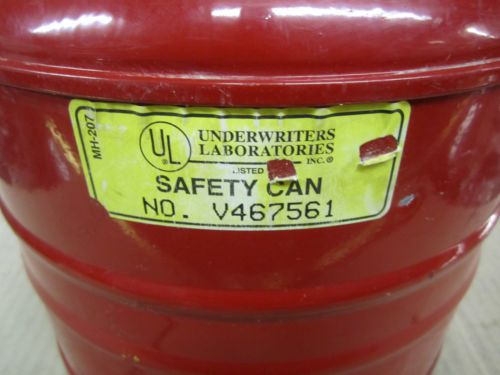 MH-207
UL
UNDERWRITERS
LABORATORIES
INC.®
LISTED
SAFETY CAN
NO. V467561